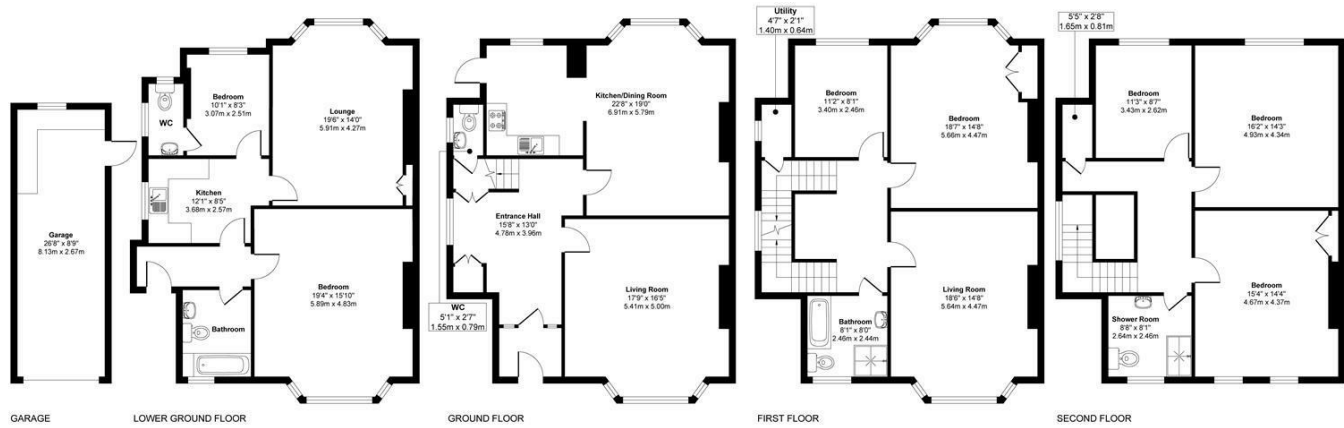 Garage
26'8" x 8'9"
8.13m x 2.67m
GARAGE
WC
Bedroom
10'1" x 8'3"
3.07m x 2.51m
Lounge
19'6" x 14'0"
5.91m x 4.27m
Kitchen
12'1" x 8'5"
3.68m x 2.57m
Bedroom
19'4" x 15'10"
5.89m x 4.83m
Bathroom
LOWER GROUND FLOOR
Kitchen/Dining Room
22'8" x 19'0"
6.91m x 5.79m
Entrance Hall
15'8" x 13'0"
4.78m x 3.96m
WC
5'1" x 2'7"
1.55m x 0.79m
Living Room
17'9" x 16'5"
5.41m x 5.00m
GROUND FLOOR
Utility
4'7" x 2'1"
1.40m x 0.64m
Bedroom
11'2" x 8'1"
3.40m x 2.46m
Bedroom
18'7" x 14'8"
5.66m x 4.47m
Living Room
18'6" x 14'8"
5.64m x 4.47m
Bathroom
8'1" x 8'0"
2.46m x 2.44m
FIRST FLOOR
5'5" x 2'8"
1.65m x 0.81m
Bedroom
11'3" x 8'7"
3.43m x 2.62m
Bedroom
16'2" x 14'3"
4.93m x 4.34m
Bedroom
15'4" x 14'4"
4.67m x 4.37m
Shower Room
8'8" x 8'1"
2.64m x 2.46m
SECOND FLOOR